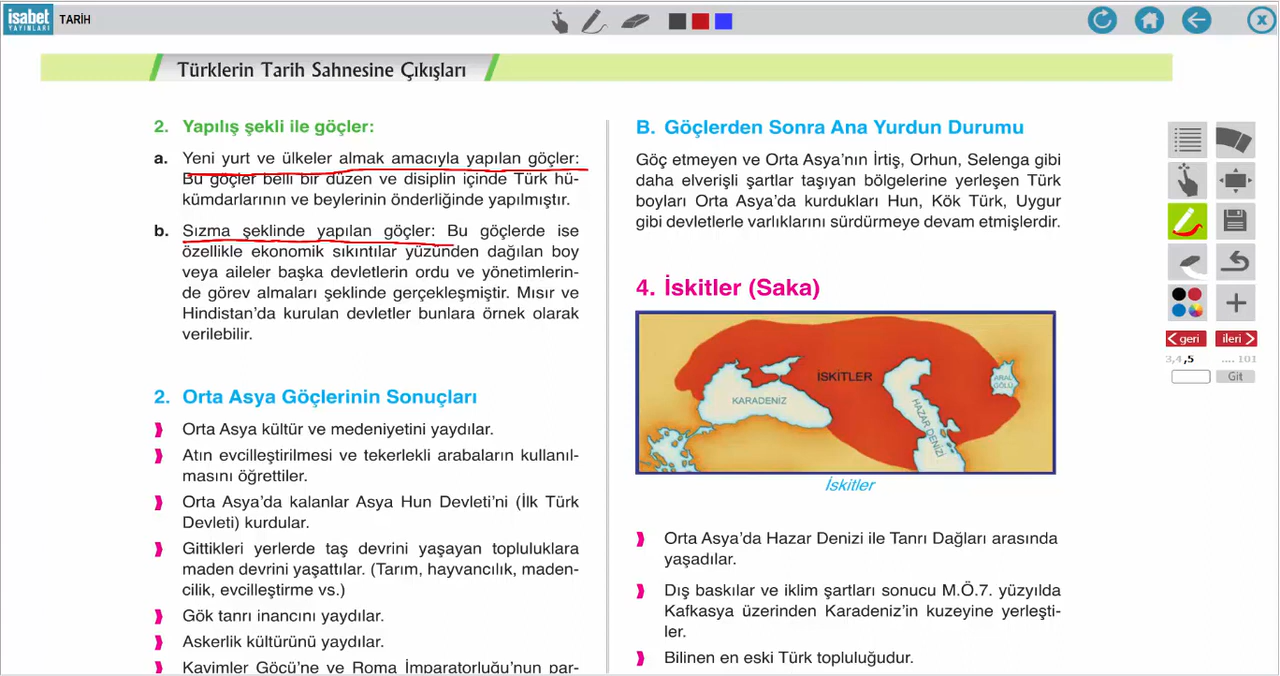 isabet
YAYINLARI
TARİH
Türklerin Tarih Sahnesine Çıkışları
2. Yapılış şekli ile göçler:
a. Yeni yurt ve ülkeler almak amacıyla yapılan göçler:
Bu göçler belli bir düzen ve disiplin içinde Türk hü-
kümdarlarının ve beylerinin önderliğinde yapılmıştır.
b. Sızma şeklinde yapılan göçler: Bu göçlerde ise
özellikle ekonomik sıkıntılar yüzünden dağılan boy
veya aileler başka devletlerin ordu ve yönetimlerin-
de görev almaları şeklinde gerçekleşmiştir. Mısır ve
Hindistan'da kurulan devletler bunlara örnek olarak
verilebilir.
2. Orta Asya Göçlerinin Sonuçları
Orta Asya kültür ve medeniyetini yaydılar.
Atın evcilleştirilmesi ve tekerlekli arabaların kullanıl-
masını öğrettiler.
Orta Asya'da kalanlar Asya Hun Devleti'ni (İlk Türk
Devleti) kurdular.
Gittikleri yerlerde taş devrini yaşayan topluluklara
maden devrini yaşattılar. (Tarım, hayvancılık, maden-
cilik, evcilleştirme vs.)
Gök tanrı inancını yaydılar.
Askerlik kültürünü yaydılar.
Kavimler Göçü'ne ve Roma İmparatorluğu'nun par-
B. Göçlerden Sonra Ana Yurdun Durumu
Göç etmeyen ve Orta Asya'nın İrtiş, Orhun, Selenga gibi
daha elverişli şartlar taşıyan bölgelerine yerleşen Türk
boyları Orta Asya'da kurdukları Hun, Kök Türk, Uygur
gibi devletlerle varlıklarını sürdürmeye devam etmişlerdir.
4. İskitler (Saka)
İSKİTLER
KARADENİZ
HAZAR DENİZİ
ARAL
GÖLÜ
İskitler
Orta Asya'da Hazar Denizi ile Tanrı Dağları arasında
yaşadılar.
Dış baskılar ve iklim şartları sonucu M.Ö.7. yüzyılda
Kafkasya üzerinden Karadeniz'in kuzeyine yerleşti-
ler.
Bilinen en eski Türk topluluğudur.
geri
ileri
3,4,5 .... 101
Git